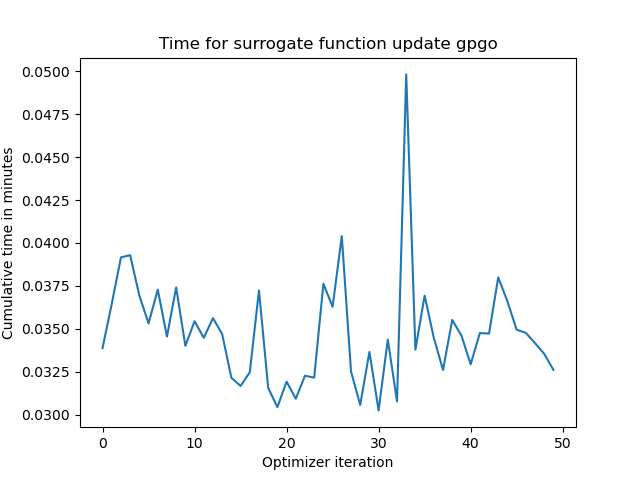 Time for surrogate function update gpgo
Cumulative time in minutes
0.0500
0.0475
0.0450
0.0425
0.0400
0.0375
0.0350
0.0325
0.0300
0 10 20 30 40 50
Optimizer iteration